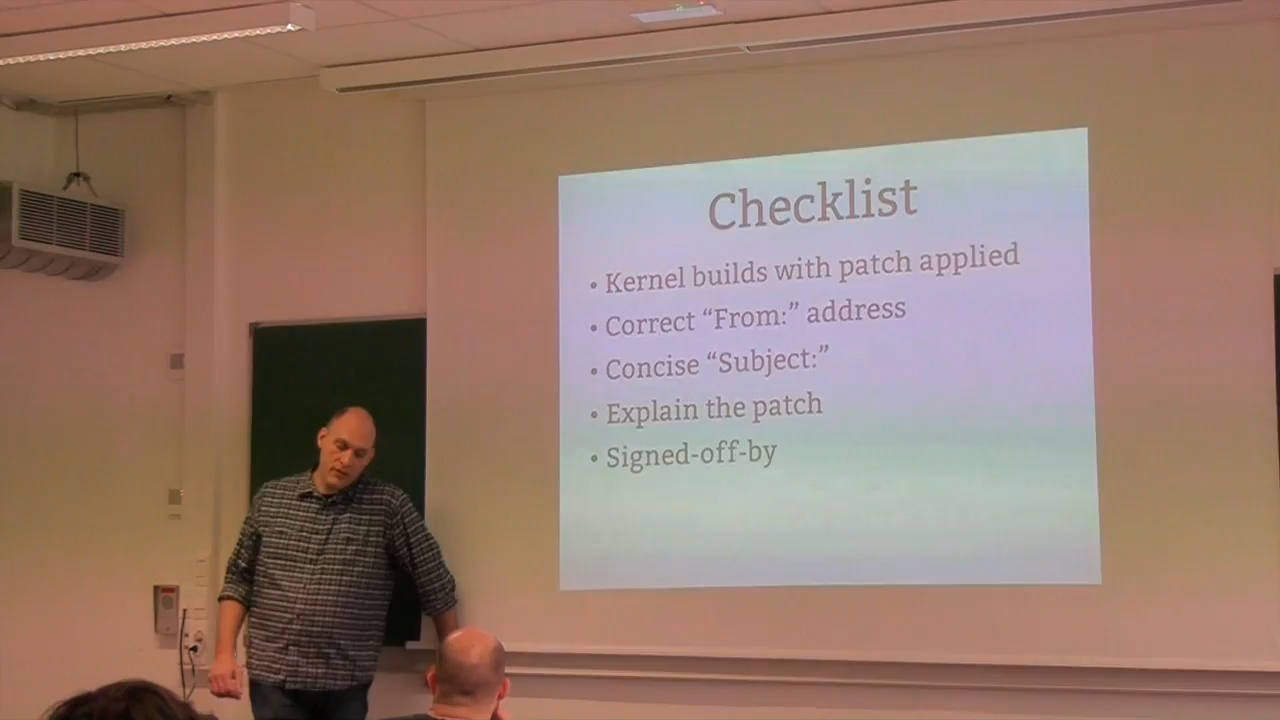 Checklist
• Kernel builds with patch applied
• Correct “From:” address
• Concise “Subject:”
• Explain the patch
• Signed-off-by